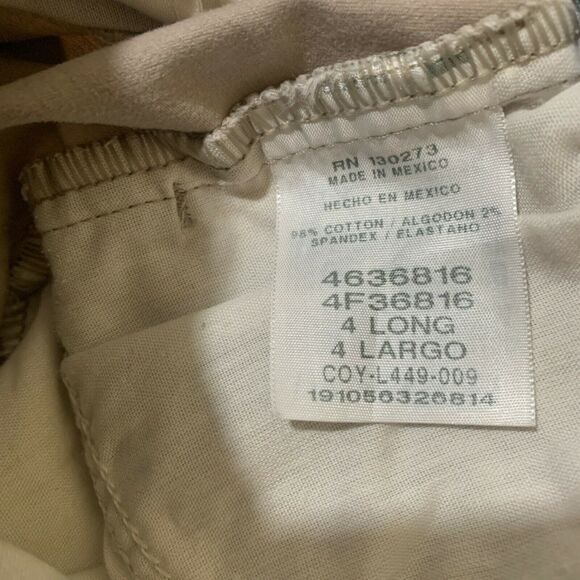 RN 130273
MADE IN MEXICO
HECHO EN MEXICO
98% COTTON / ALGODON 2%
SPANDEX / ELASTANO
4636816
4F36816
4 LONG
4 LARGO
COY-L449-009
191056326814